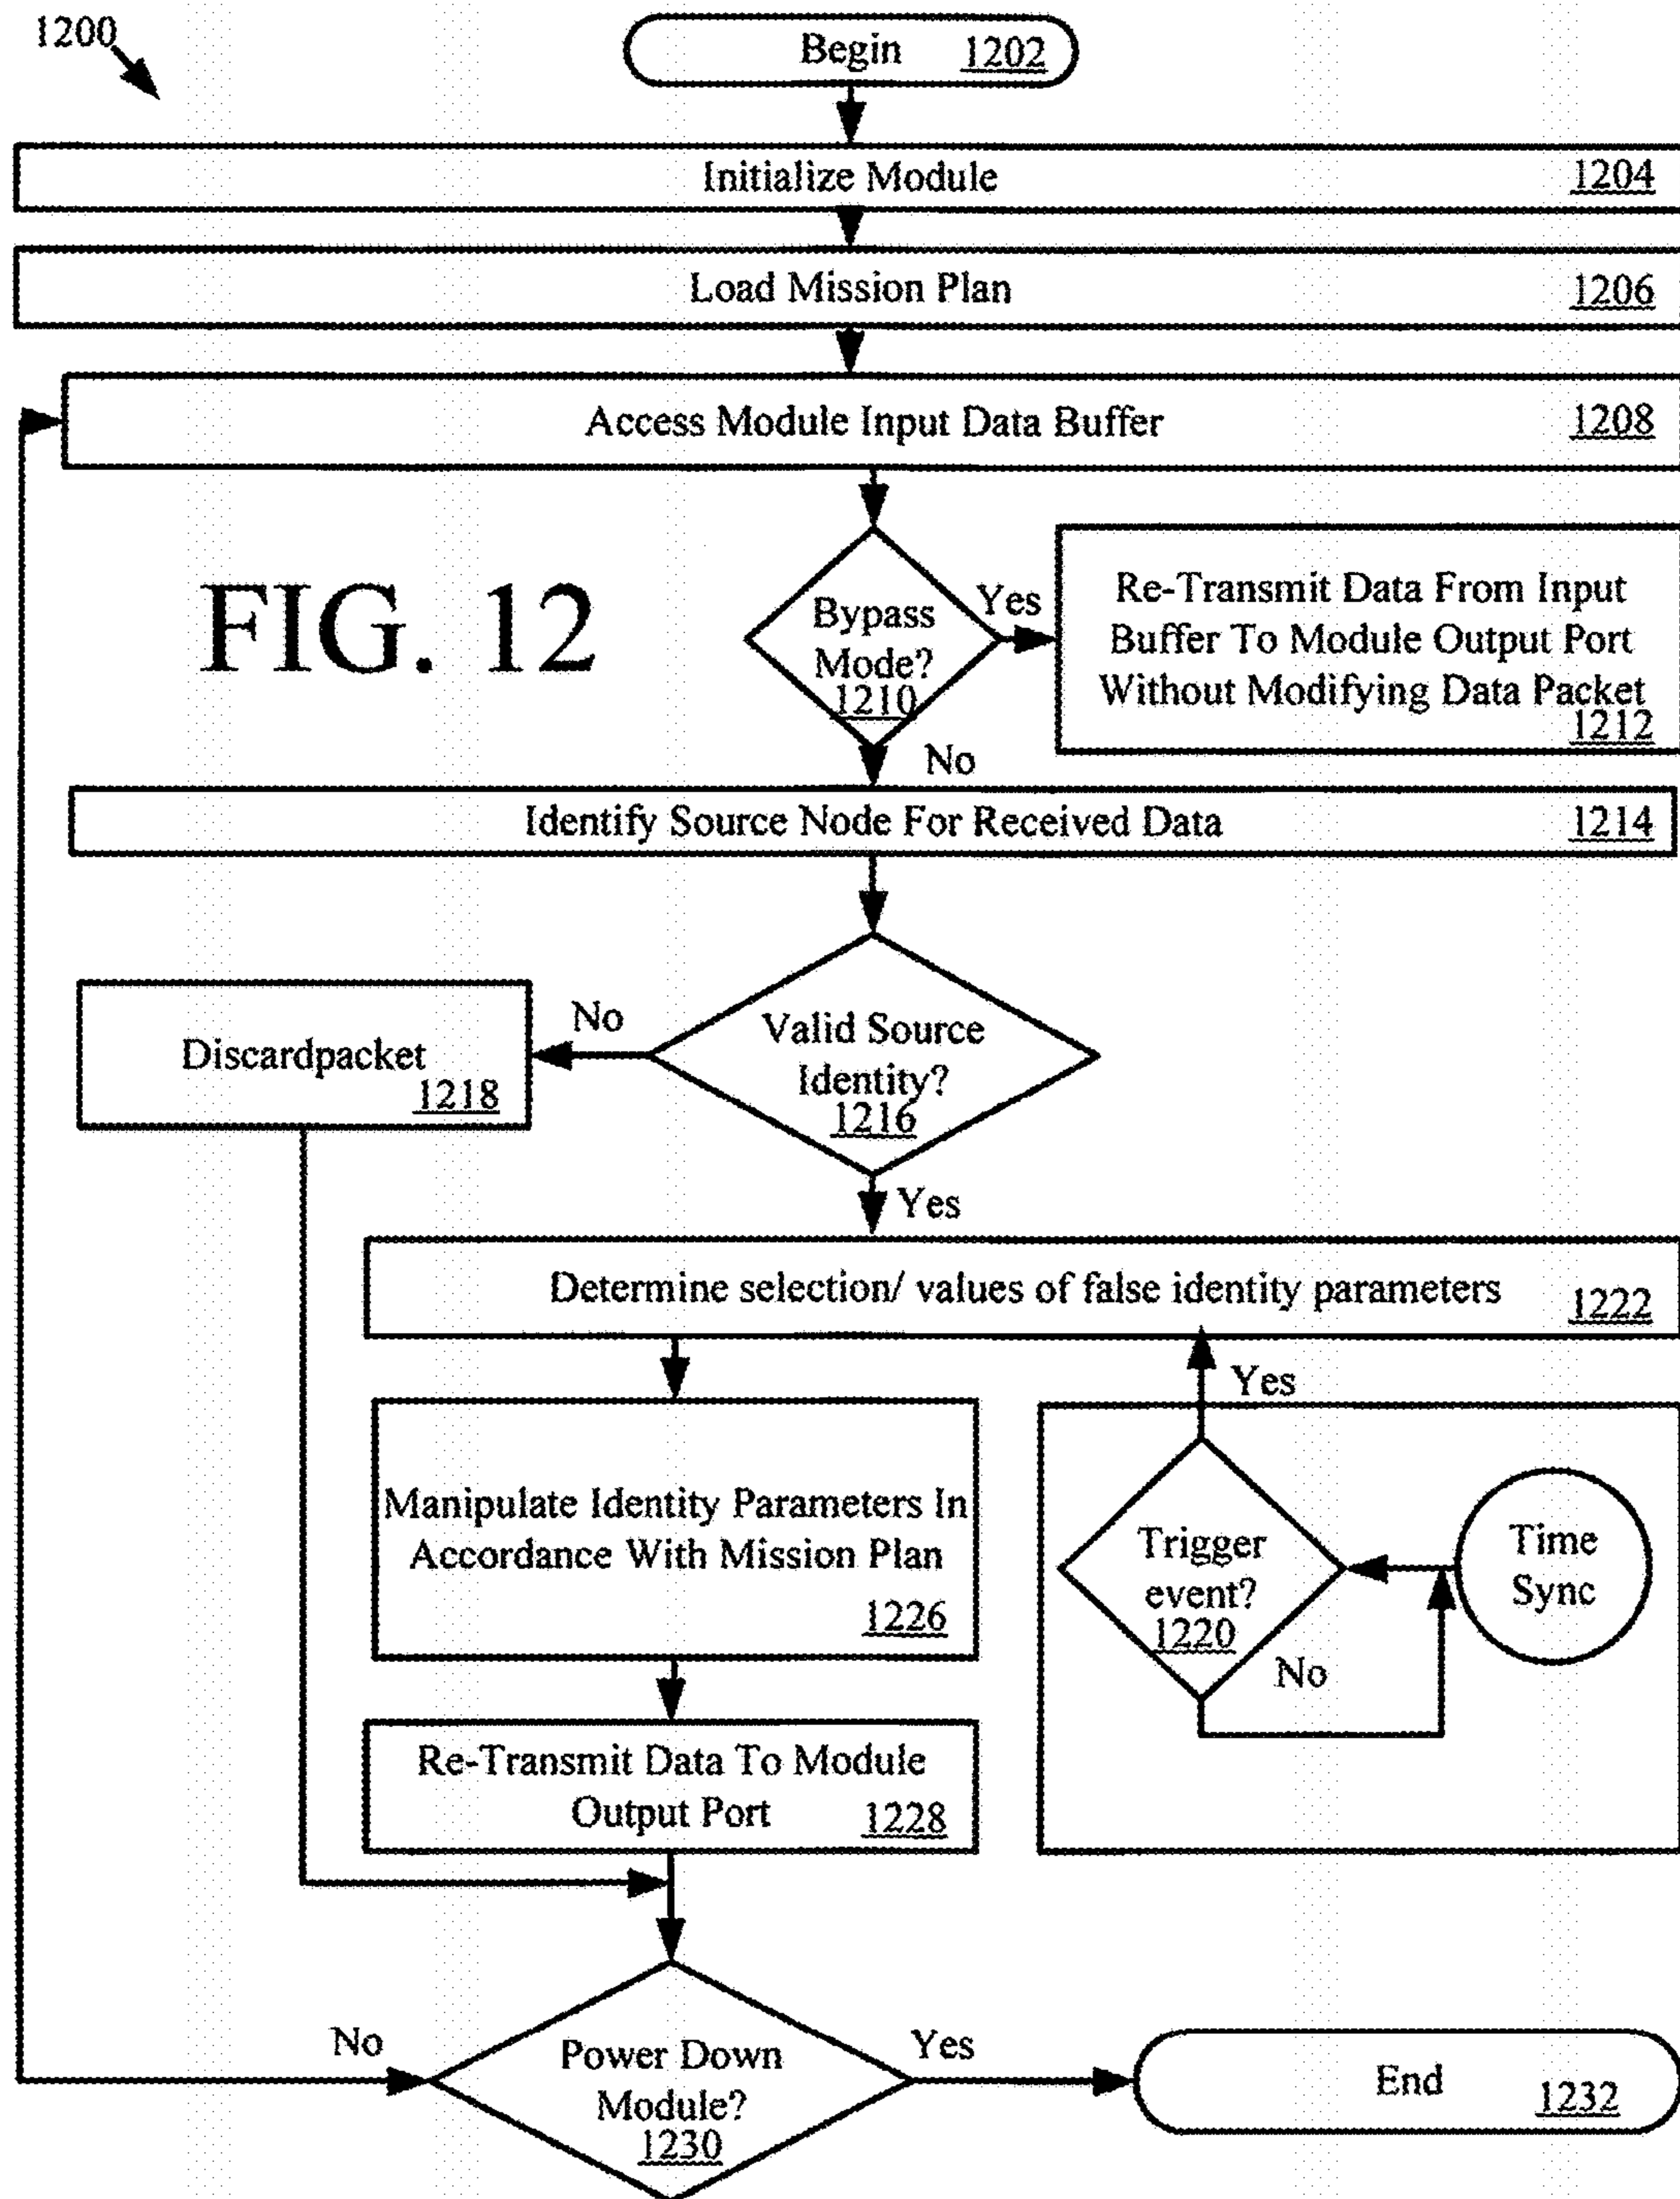 1200
Begin 1202
Initialize Module 1204
Load Mission Plan 1206
Access Module Input Data Buffer 1208
FIG. 12
Bypass
Mode?
1210
Yes
Re-Transmit Data From Input
Buffer To Module Output Port
Without Modifying Data Packet
1212
No
Identify Source Node For Received Data 1214
Valid Source
Identity?
1216
No
Discardpacket
1218
Yes
Determine selection/ values of false identity parameters 1222
Manipulate Identity Parameters In
Accordance With Mission Plan
1226
Yes
Trigger
event?
1220
No
Time
Sync
Re-Transmit Data To Module
Output Port 1228
No
Power Down
Module?
1230
Yes
End 1232